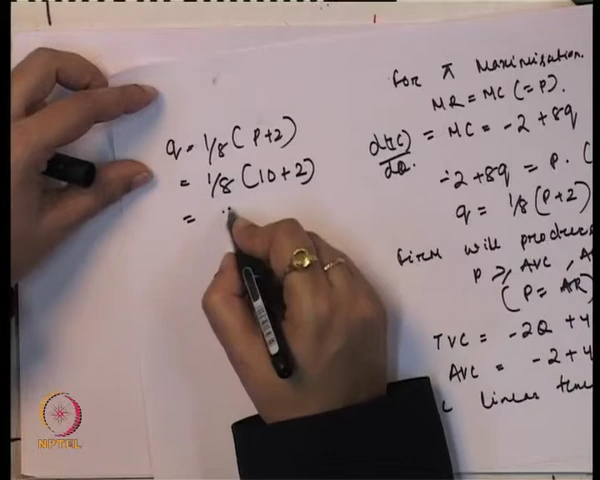 q = 1/8 (P+2)
= 1/8 (10+2)
=
For π Maximisation.
MR = MC (=P).
d(TC)/dQ. = MC = -2 + 8q
-2 + 8q = P. (
q = 1/8 (P+2)
Firm will produce
P ≥ AVC , A
(P = AR)
TVC = -2Q + 4
AVC = -2 + 4
linear
NPTEL